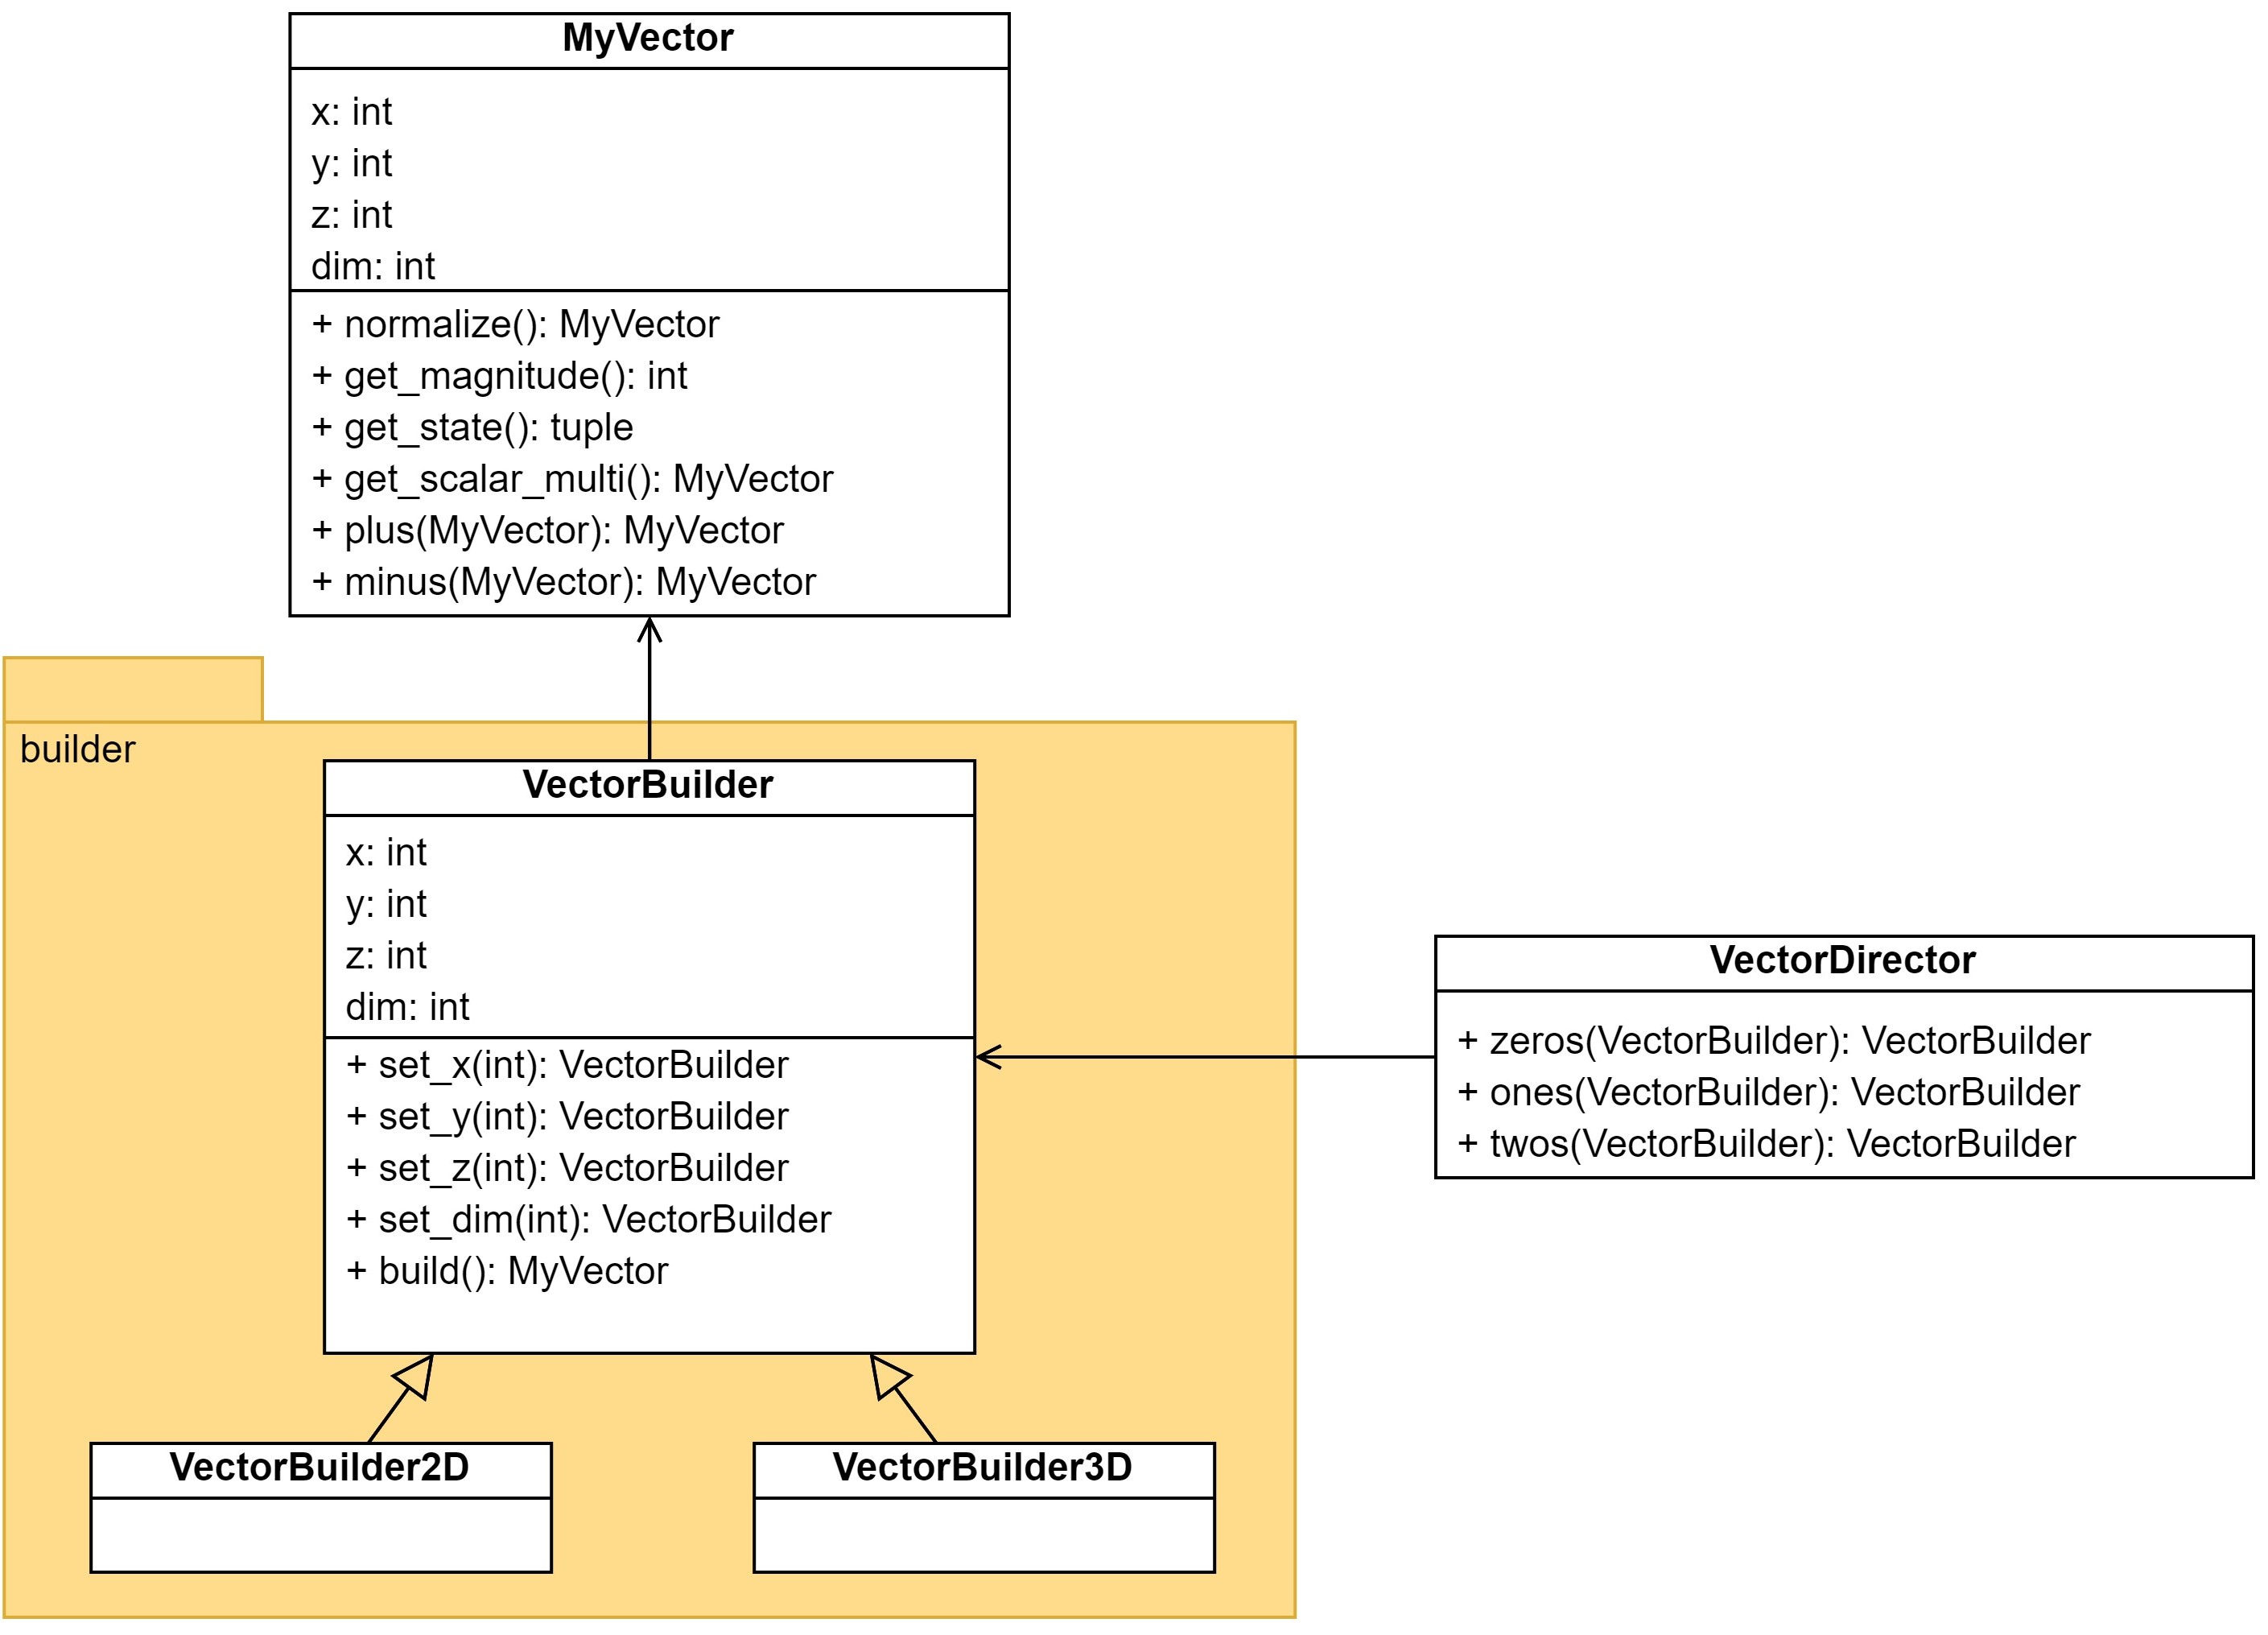 MyVector
x: int
y: int
z: int
dim: int
+ normalize(): MyVector
+ get_magnitude(): int
+ get_state(): tuple
+ get_scalar_multi(): MyVector
+ plus(MyVector): MyVector
+ minus(MyVector): MyVector
builder
VectorBuilder
x: int
y: int
z: int
dim: int
+ set_x(int): VectorBuilder
+ set_y(int): VectorBuilder
+ set_z(int): VectorBuilder
+ set_dim(int): VectorBuilder
+ build(): MyVector
VectorDirector
+ zeros(VectorBuilder): VectorBuilder
+ ones(VectorBuilder): VectorBuilder
+ twos(VectorBuilder): VectorBuilder
VectorBuilder2D
VectorBuilder3D